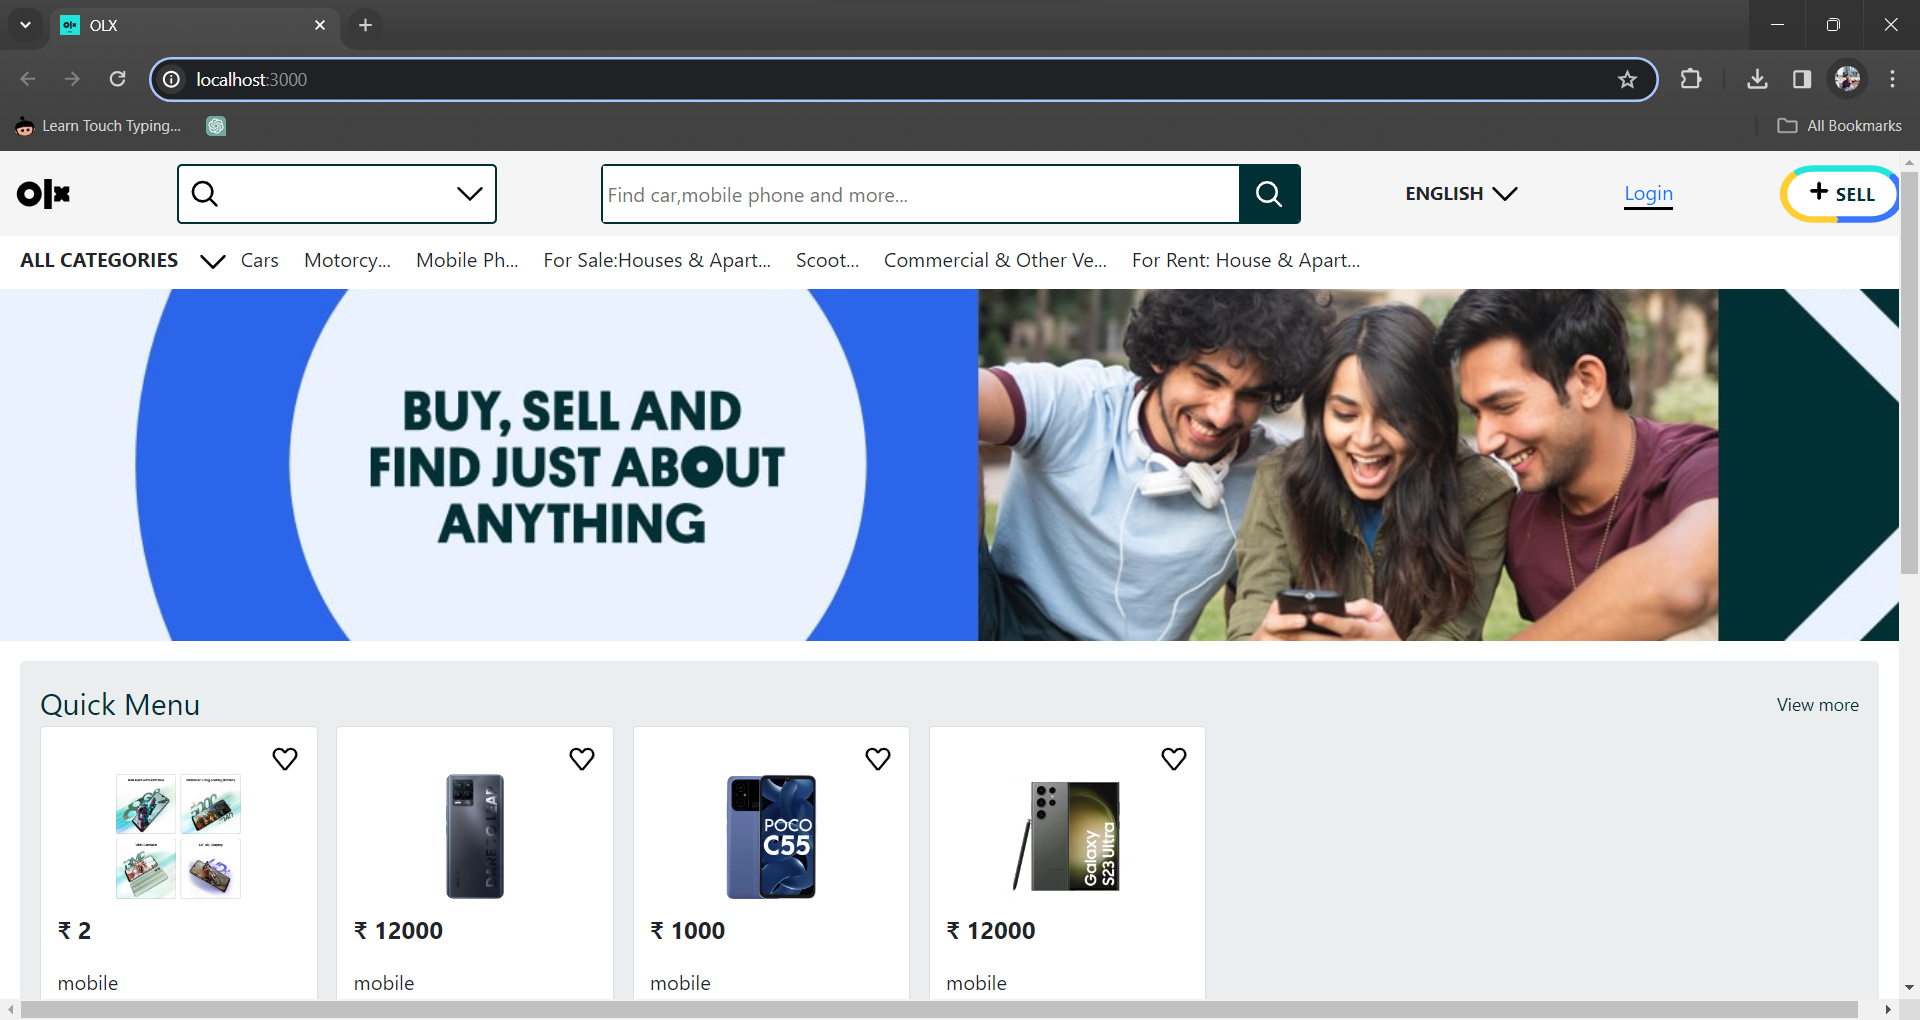 OLX
localhost:3000
Learn Touch Typing...
All Bookmarks
olx
Find car,mobile phone and more...
ENGLISH
Login
+ SELL
ALL CATEGORIES
Cars
Motorcy...
Mobile Ph...
For Sale:Houses & Apart...
Scoot...
Commercial & Other Ve...
For Rent: House & Apart...
BUY, SELL AND
FIND JUST ABOUT
ANYTHING
Quick Menu
View more
DARE TO LEAP
POCO
C55
Galaxy
S23 Ultra
₹ 2
₹ 12000
₹ 1000
₹ 12000
mobile
mobile
mobile
mobile